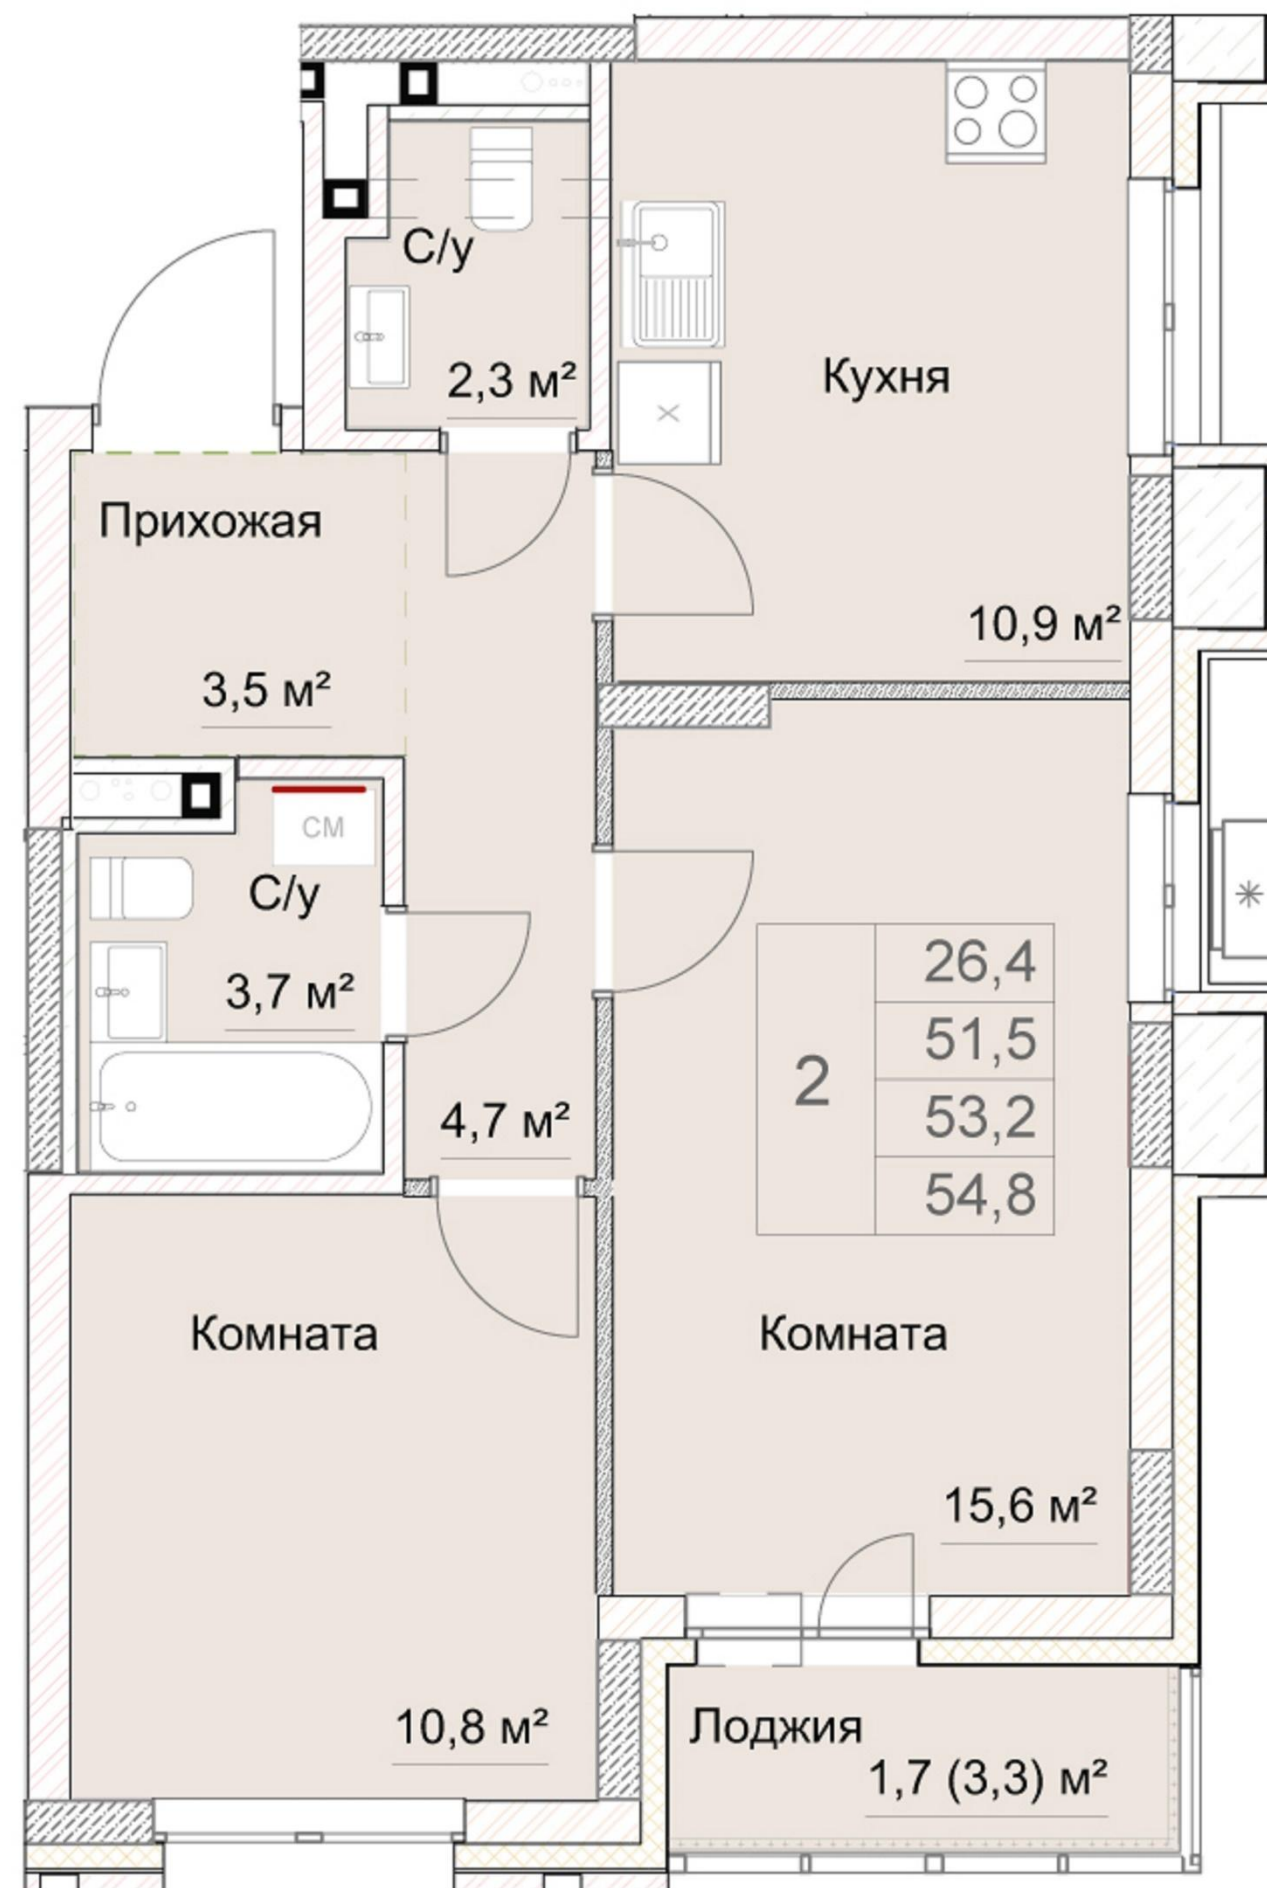 С/у
2,3 м²
Кухня
10,9 м²
Прихожая
3,5 м²
СМ
С/у
3,7 м²
4,7 м²
2
26,4
51,5
53,2
54,8
Комната
10,8 м²
Комната
15,6 м²
Лоджия
1,7 (3,3) м²